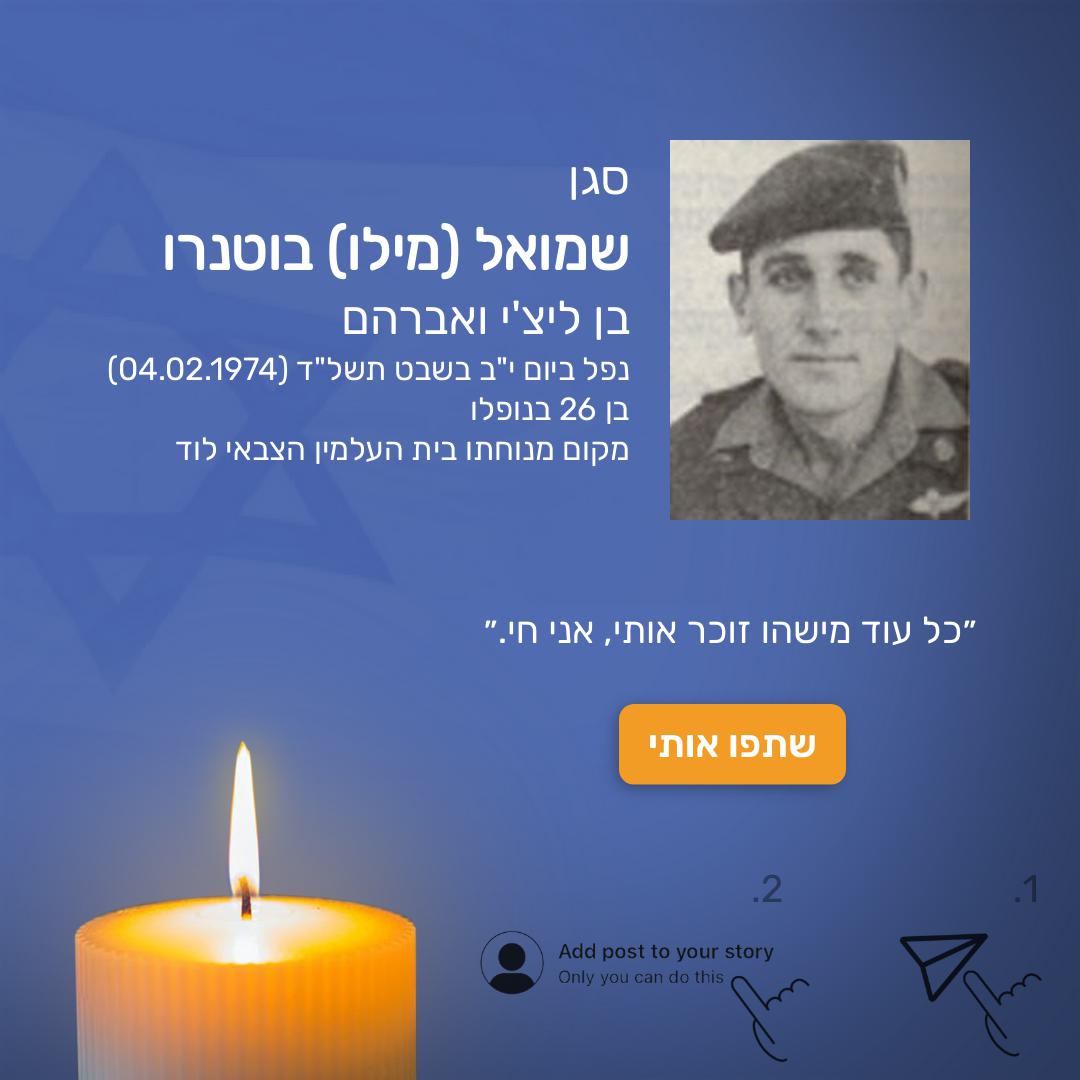 סגן
שמואל (מילו) בוטנרו
בן ליצ'י ואברהם
נפל ביום י"ב בשבט תשל"ד (04.02.1974)
בן 26 בנופלו
מקום מנוחתו בית העלמין הצבאי לוד
״כל עוד מישהו זוכר אותי, אני חי.״
שתפו אותי
.1
.2
Add post to your story
Only you can do this